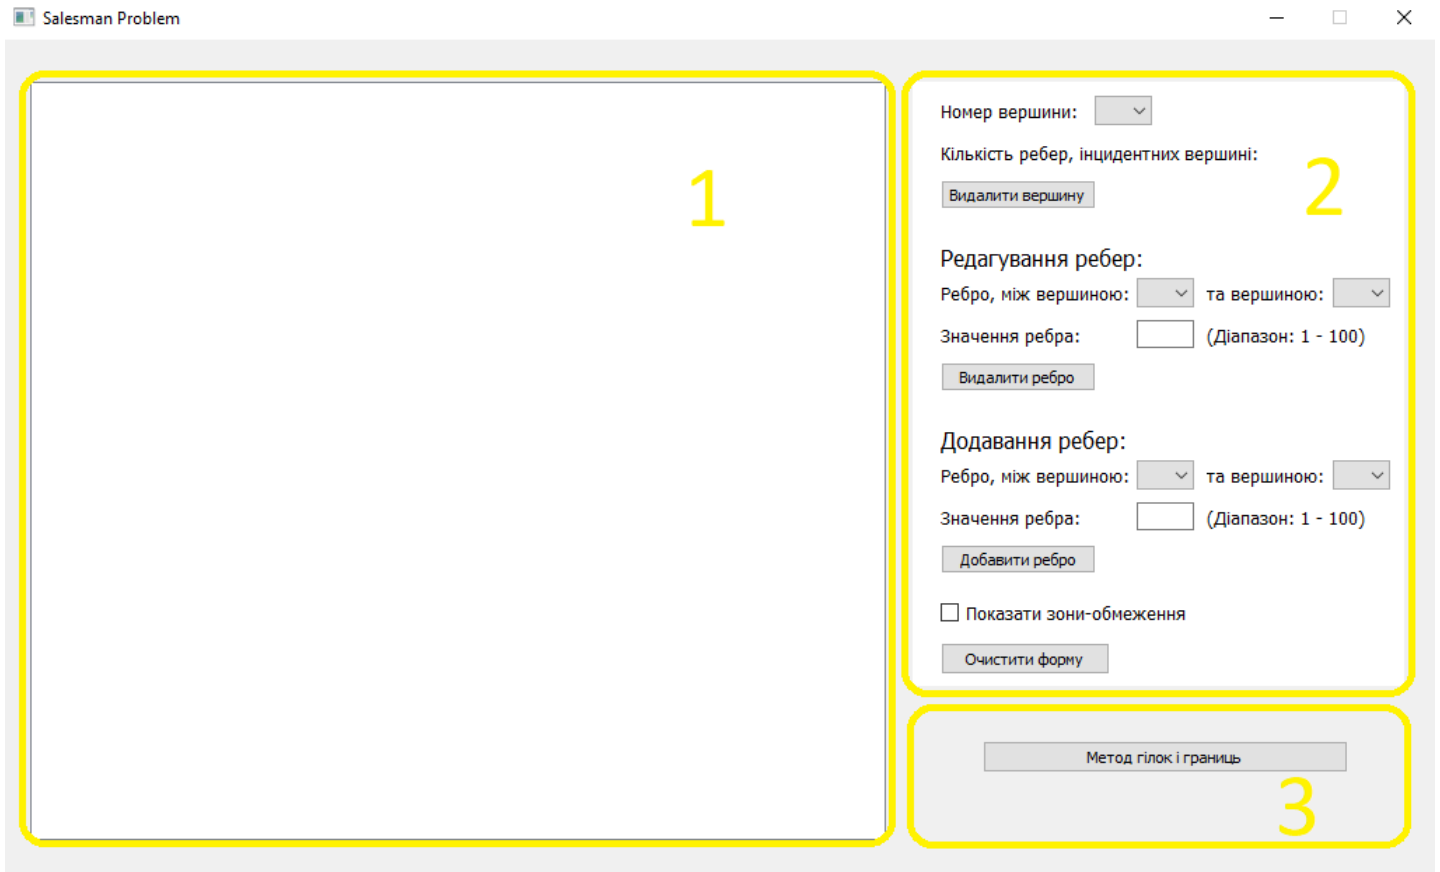 Salesman Problem
1
Номер вершини:
Кількість ребер, інцидентних вершині:
2
Видалити вершину
Редагування ребер:
Ребро, між вершиною: та вершиною:
Значення ребра: (Діапазон: 1 - 100)
Видалити ребро
Додавання ребер:
Ребро, між вершиною: та вершиною:
Значення ребра: (Діапазон: 1 - 100)
Добавити ребро
Показати зони-обмеження
Очистити форму
Метод гілок і границь
3